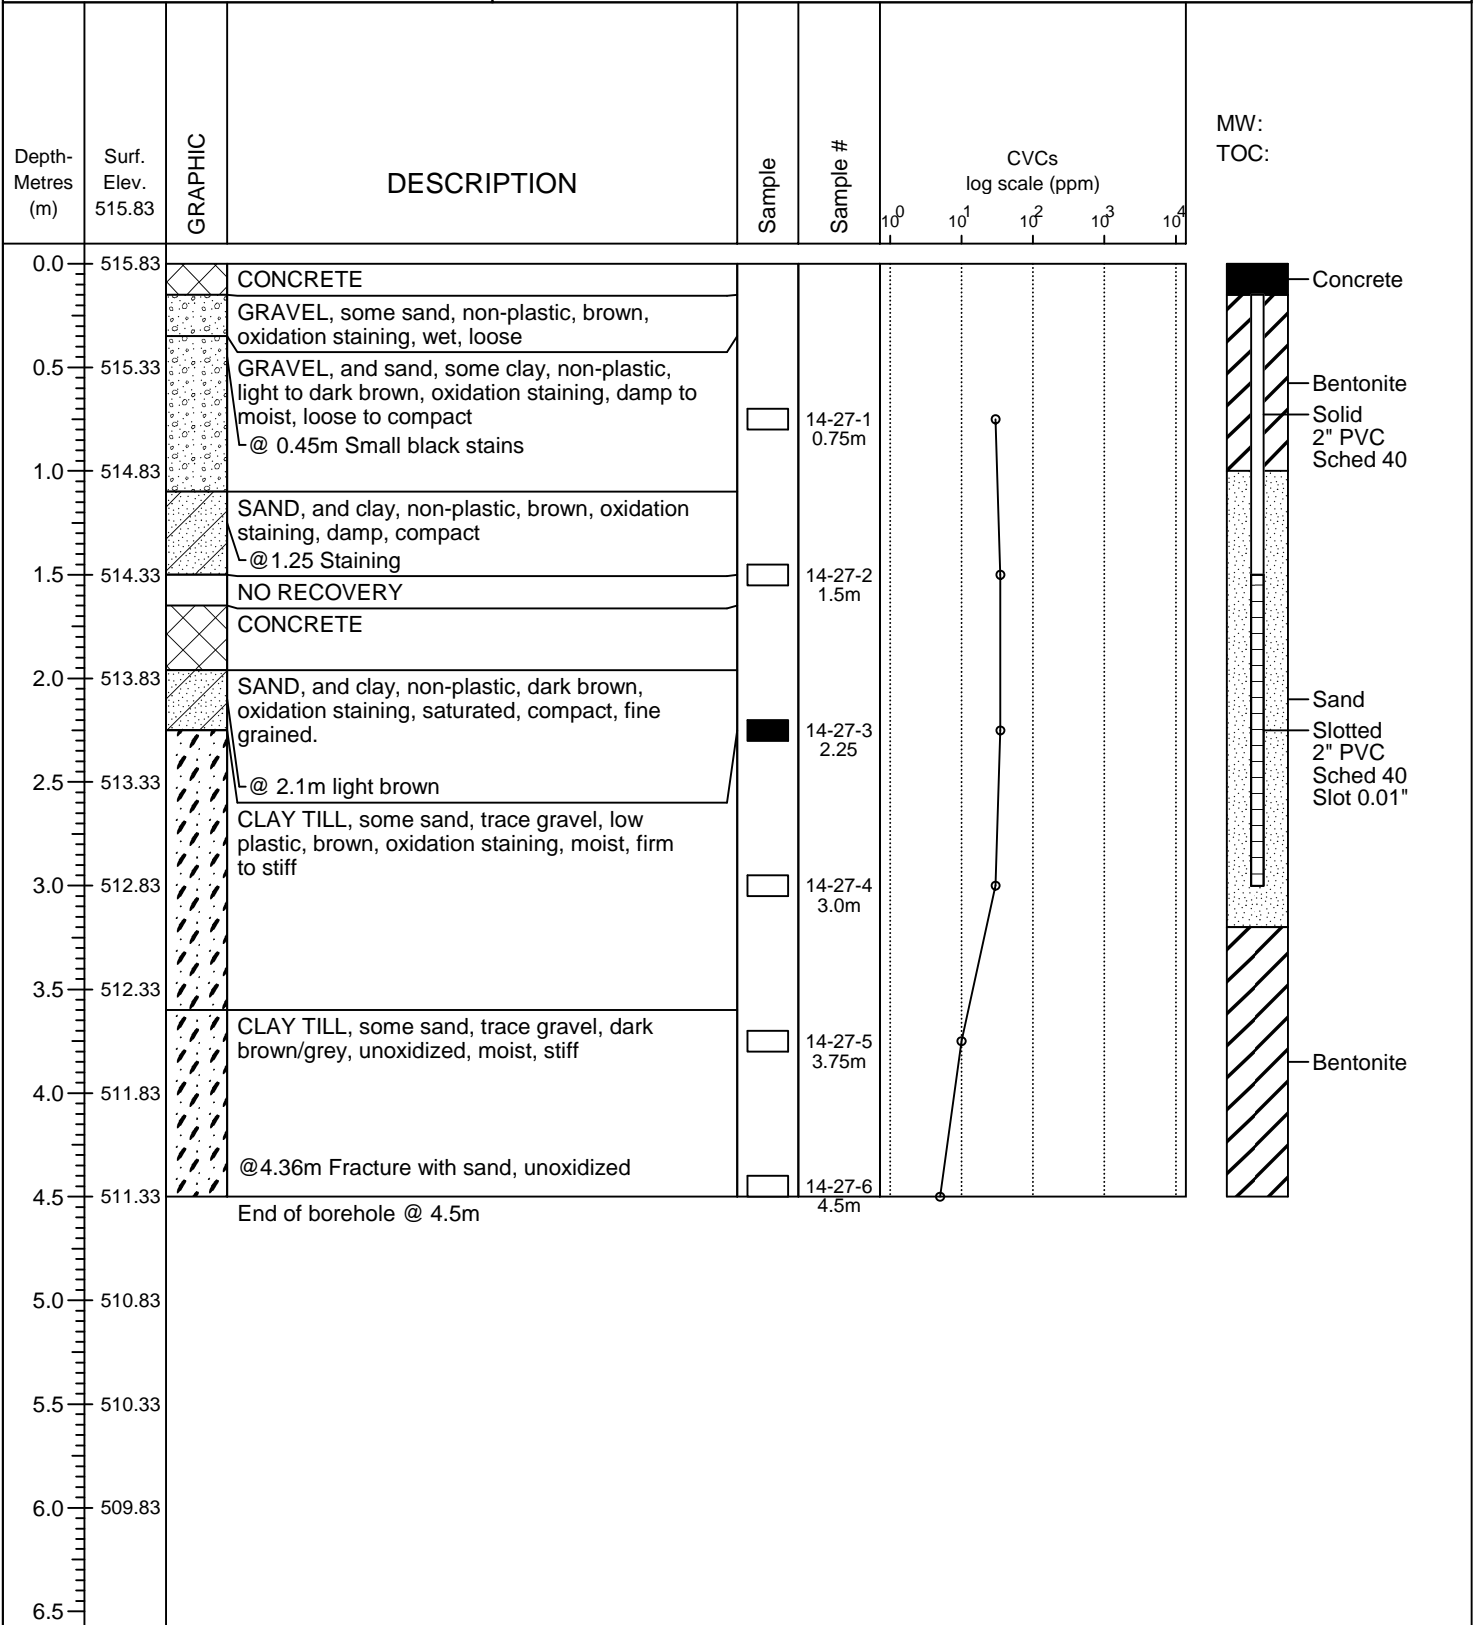 Depth-
Metres
(m)
Surf.
Elev.
515.83
GRAPHIC
DESCRIPTION
Sample
Sample #
CVCs
log scale (ppm)
10^0 10^1 10^2 10^3 10^4
MW:
TOC:
0.0 515.83
CONCRETE
Concrete
GRAVEL, some sand, non-plastic, brown,
oxidation staining, wet, loose
0.5 515.33
GRAVEL, and sand, some clay, non-plastic,
light to dark brown, oxidation staining, damp to
moist, loose to compact
@ 0.45m Small black stains
14-27-1
0.75m
Bentonite
Solid
2" PVC
Sched 40
1.0 514.83
SAND, and clay, non-plastic, brown, oxidation
staining, damp, compact
@1.25 Staining
1.5 514.33
14-27-2
1.5m
NO RECOVERY
CONCRETE
2.0 513.83
SAND, and clay, non-plastic, dark brown,
oxidation staining, saturated, compact, fine
grained.
@ 2.1m light brown
14-27-3
2.25
Sand
Slotted
2" PVC
Sched 40
Slot 0.01"
2.5 513.33
CLAY TILL, some sand, trace gravel, low
plastic, brown, oxidation staining, moist, firm
to stiff
3.0 512.83
14-27-4
3.0m
3.5 512.33
CLAY TILL, some sand, trace gravel, dark
brown/grey, unoxidized, moist, stiff
14-27-5
3.75m
Bentonite
4.0 511.83
@4.36m Fracture with sand, unoxidized
4.5 511.33
14-27-6
4.5m
End of borehole @ 4.5m
5.0 510.83
5.5 510.33
6.0 509.83
6.5